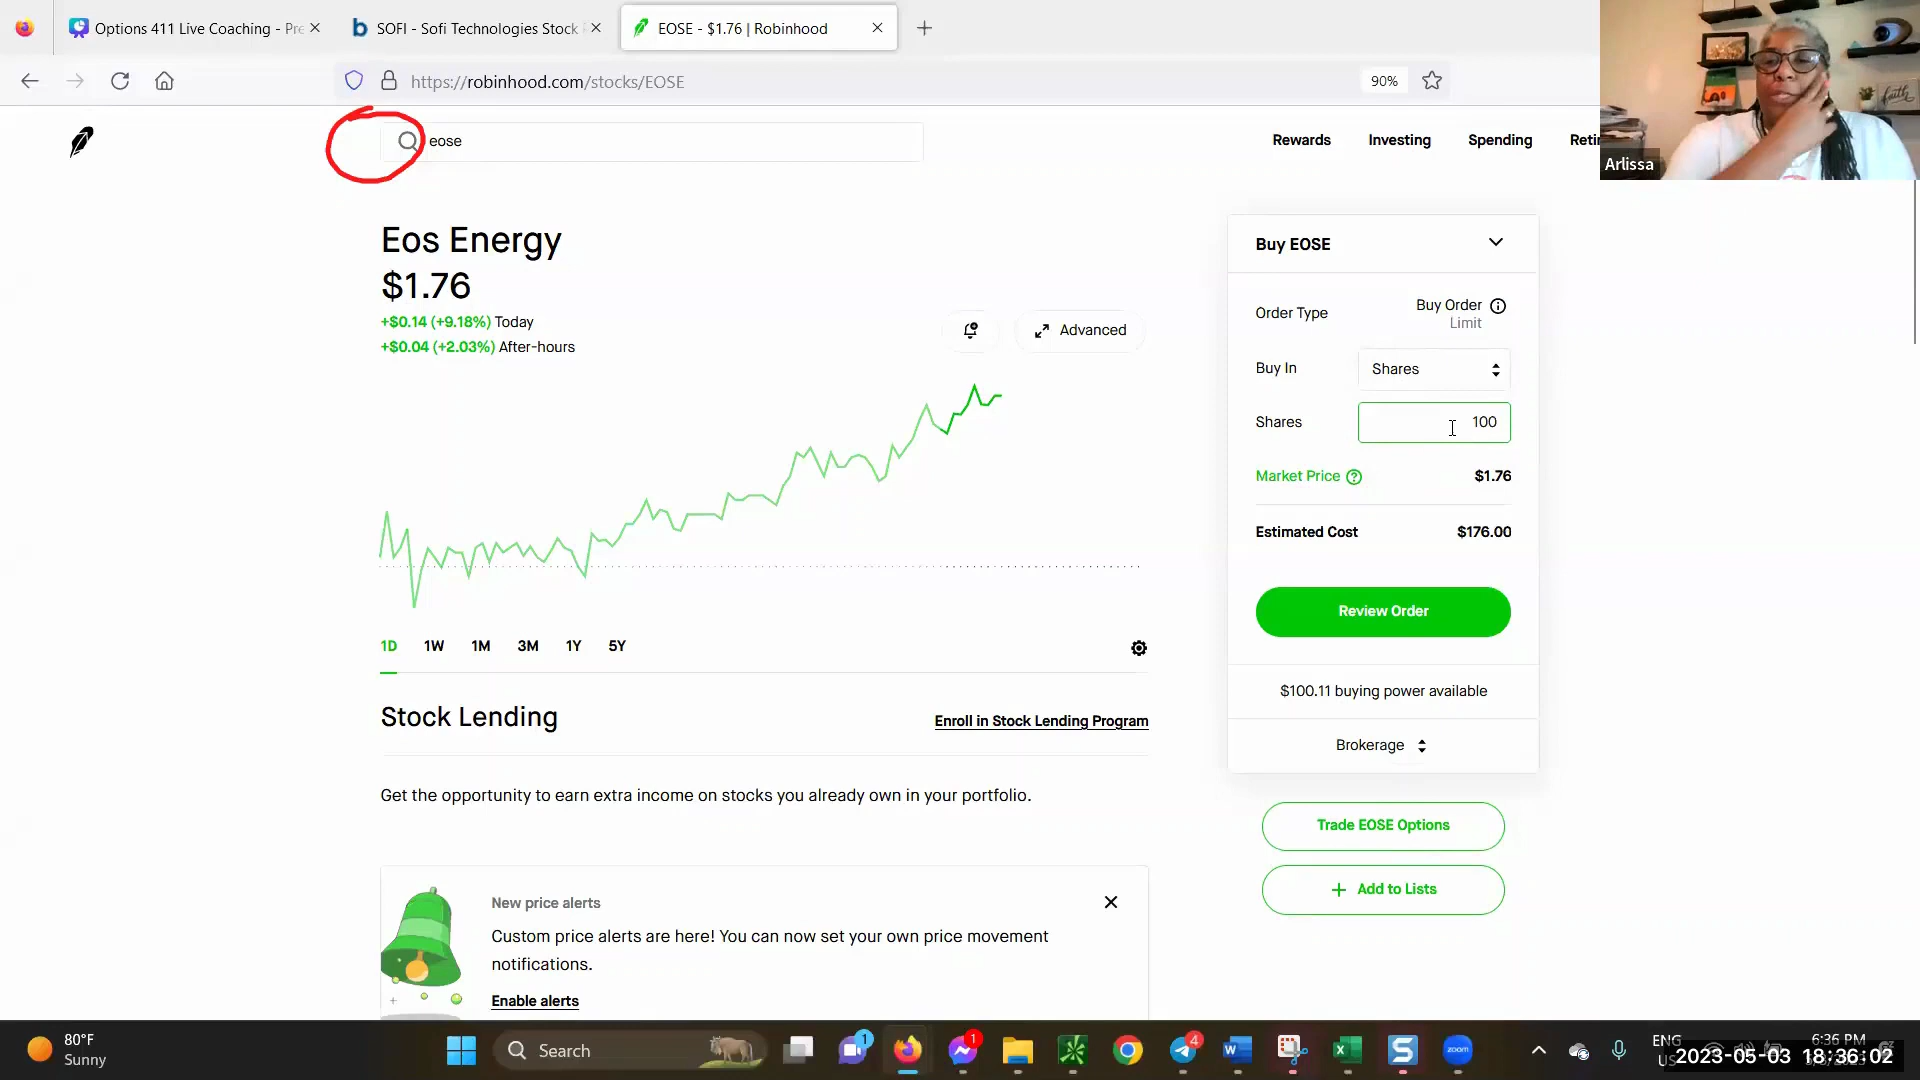 Options 411 Live Coaching - Pre
SOFI - Sofi Technologies Stock
EOSE - $1.76 | Robinhood
https://robinhood.com/stocks/EOSE
90%
eose
Rewards
Investing
Spending
Reti
Arlissa
faith
Eos Energy
$1.76
+$0.14 (+9.18%) Today
+$0.04 (+2.03%) After-hours
Advanced
Buy EOSE
Order Type
Buy Order
Limit
Buy In
Shares
Shares
100
Market Price
$1.76
Estimated Cost
$176.00
Review Order
$100.11 buying power available
Brokerage
Trade EOSE Options
Add to Lists
1D
1W
1M
3M
1Y
5Y
Stock Lending
Enroll in Stock Lending Program
Get the opportunity to earn extra income on stocks you already own in your portfolio.
New price alerts
Custom price alerts are here! You can now set your own price movement
notifications.
Enable alerts
80°F
Sunny
Search
1
1
4
zoom
ENG
6:36 PM
2023-05-03 18:36:02